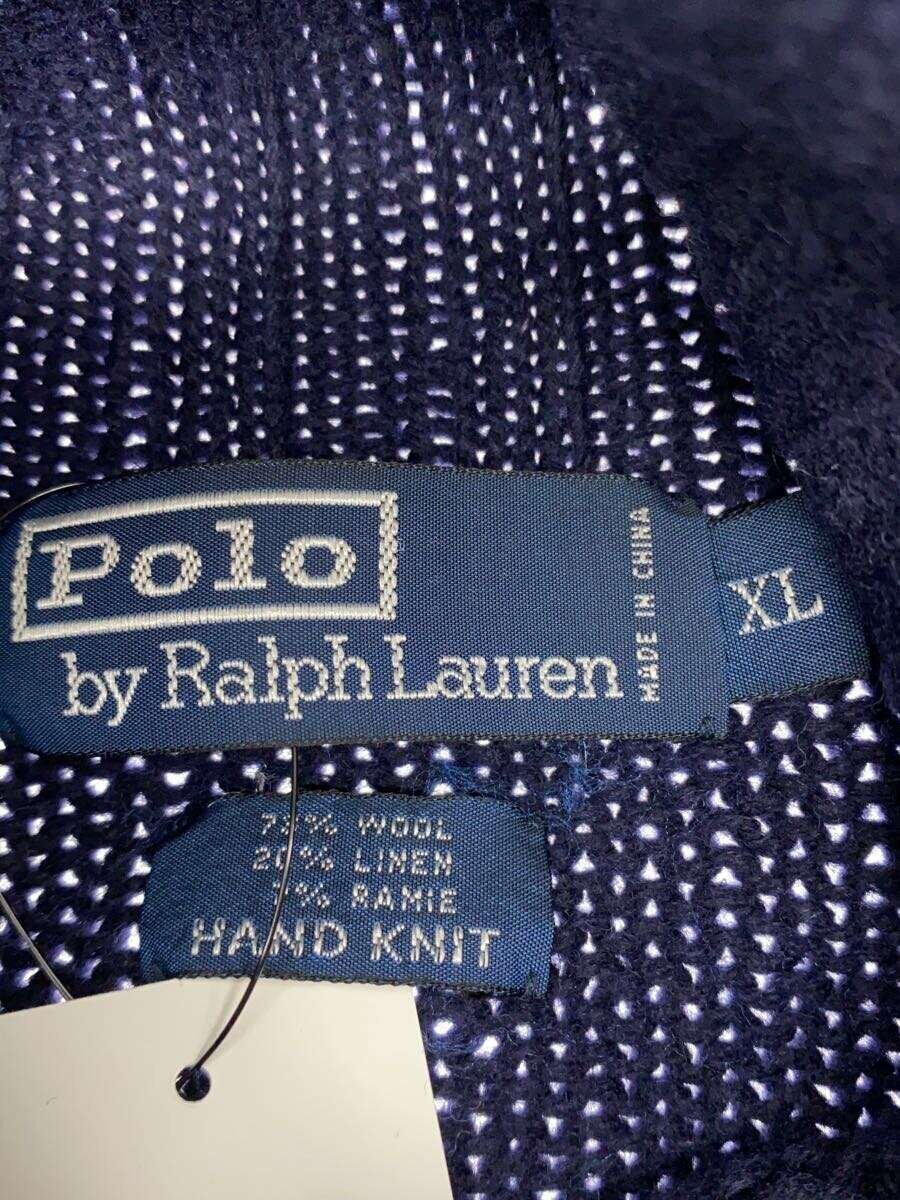 Polo
by Ralph Lauren
MADE IN CHINA
XL
WOOL
LINEN
RAMIE
HAND KNIT